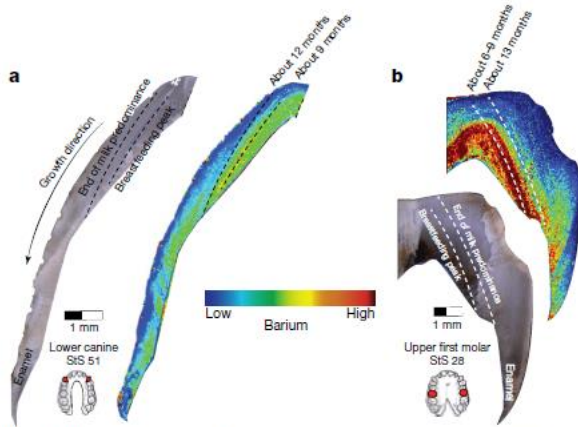 a
Growth direction
End of milk predominance
Breastfeeding peak
Enamel
1 mm
Lower canine
StS 51
About 12 months
About 9 months
Low
High
Barium
b
About 6–9 months
About 13 months
Breastfeeding peak
End of milk predominance
Enamel
1 mm
Upper first molar
StS 28